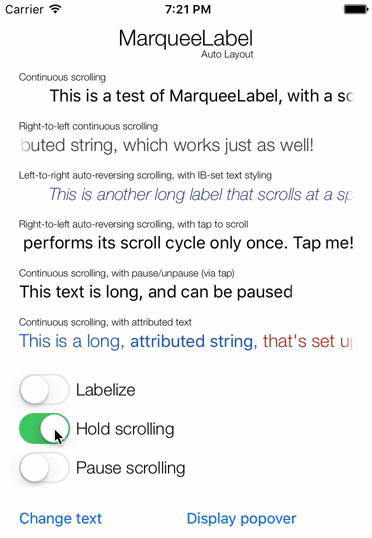 Carrier 7:21 PM
MarqueeLabel
Auto Layout
Continuous scrolling
This is a test of MarqueeLabel, with a sc
Right-to-left continuous scrolling
buted string, which works just as well!
Left-to-right auto-reversing scrolling, with IB-set text styling
This is another long label that scrolls at a sp
Right-to-left auto-reversing scrolling, with tap to scroll
performs its scroll cycle only once. Tap me!
Continuous scrolling, with pause/unpause (via tap)
This text is long, and can be paused
Continuous scrolling, with attributed text
This is a long, attributed string, that's set up
Labelize
Hold scrolling
Pause scrolling
Change text Display popover